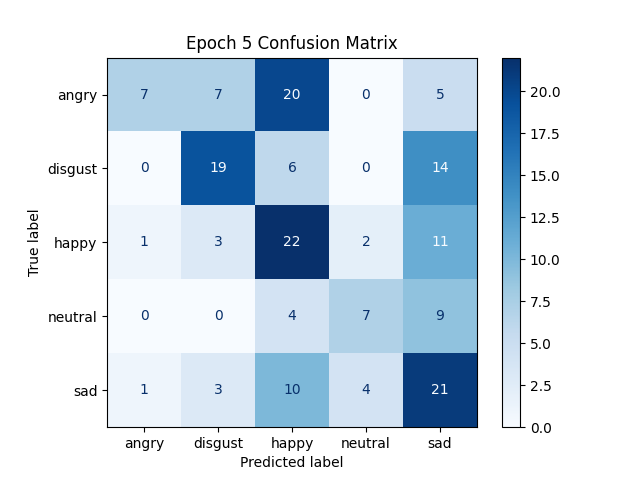 Epoch 5 Confusion Matrix
True label
angry 7 7 20 0 5
disgust 0 19 6 0 14
happy 1 3 22 2 11
neutral 0 0 4 7 9
sad 1 3 10 4 21
angry disgust happy neutral sad
Predicted label
20.0
17.5
15.0
12.5
10.0
7.5
5.0
2.5
0.0